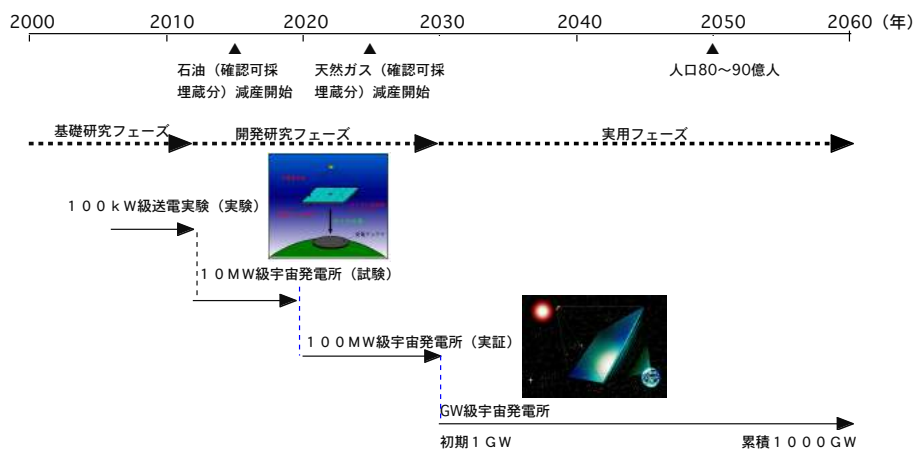 2000 2010 2020 2030 2040 2050 2060（年）
石油（確認可採
埋蔵分）減産開始
天然ガス（確認可採
埋蔵分）減産開始
人口80～90億人
基礎研究フェーズ
開発研究フェーズ
実用フェーズ
１００ｋＷ級送電実験（実験）
１０ＭＷ級宇宙発電所（試験）
１００ＭＷ級宇宙発電所（実証）
GW級宇宙発電所
初期１ＧＷ
累積１０００ＧＷ